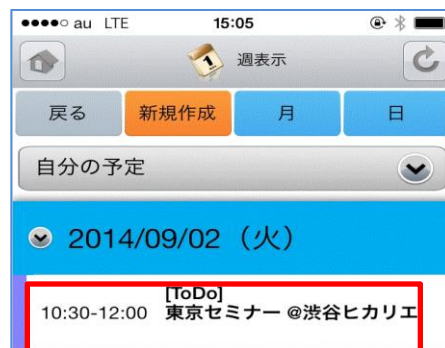 au LTE 15:05
週表示
戻る 新規作成 月 日
自分の予定
2014/09/02（火）
[ToDo]
10:30-12:00 東京セミナー @渋谷ヒカリエ